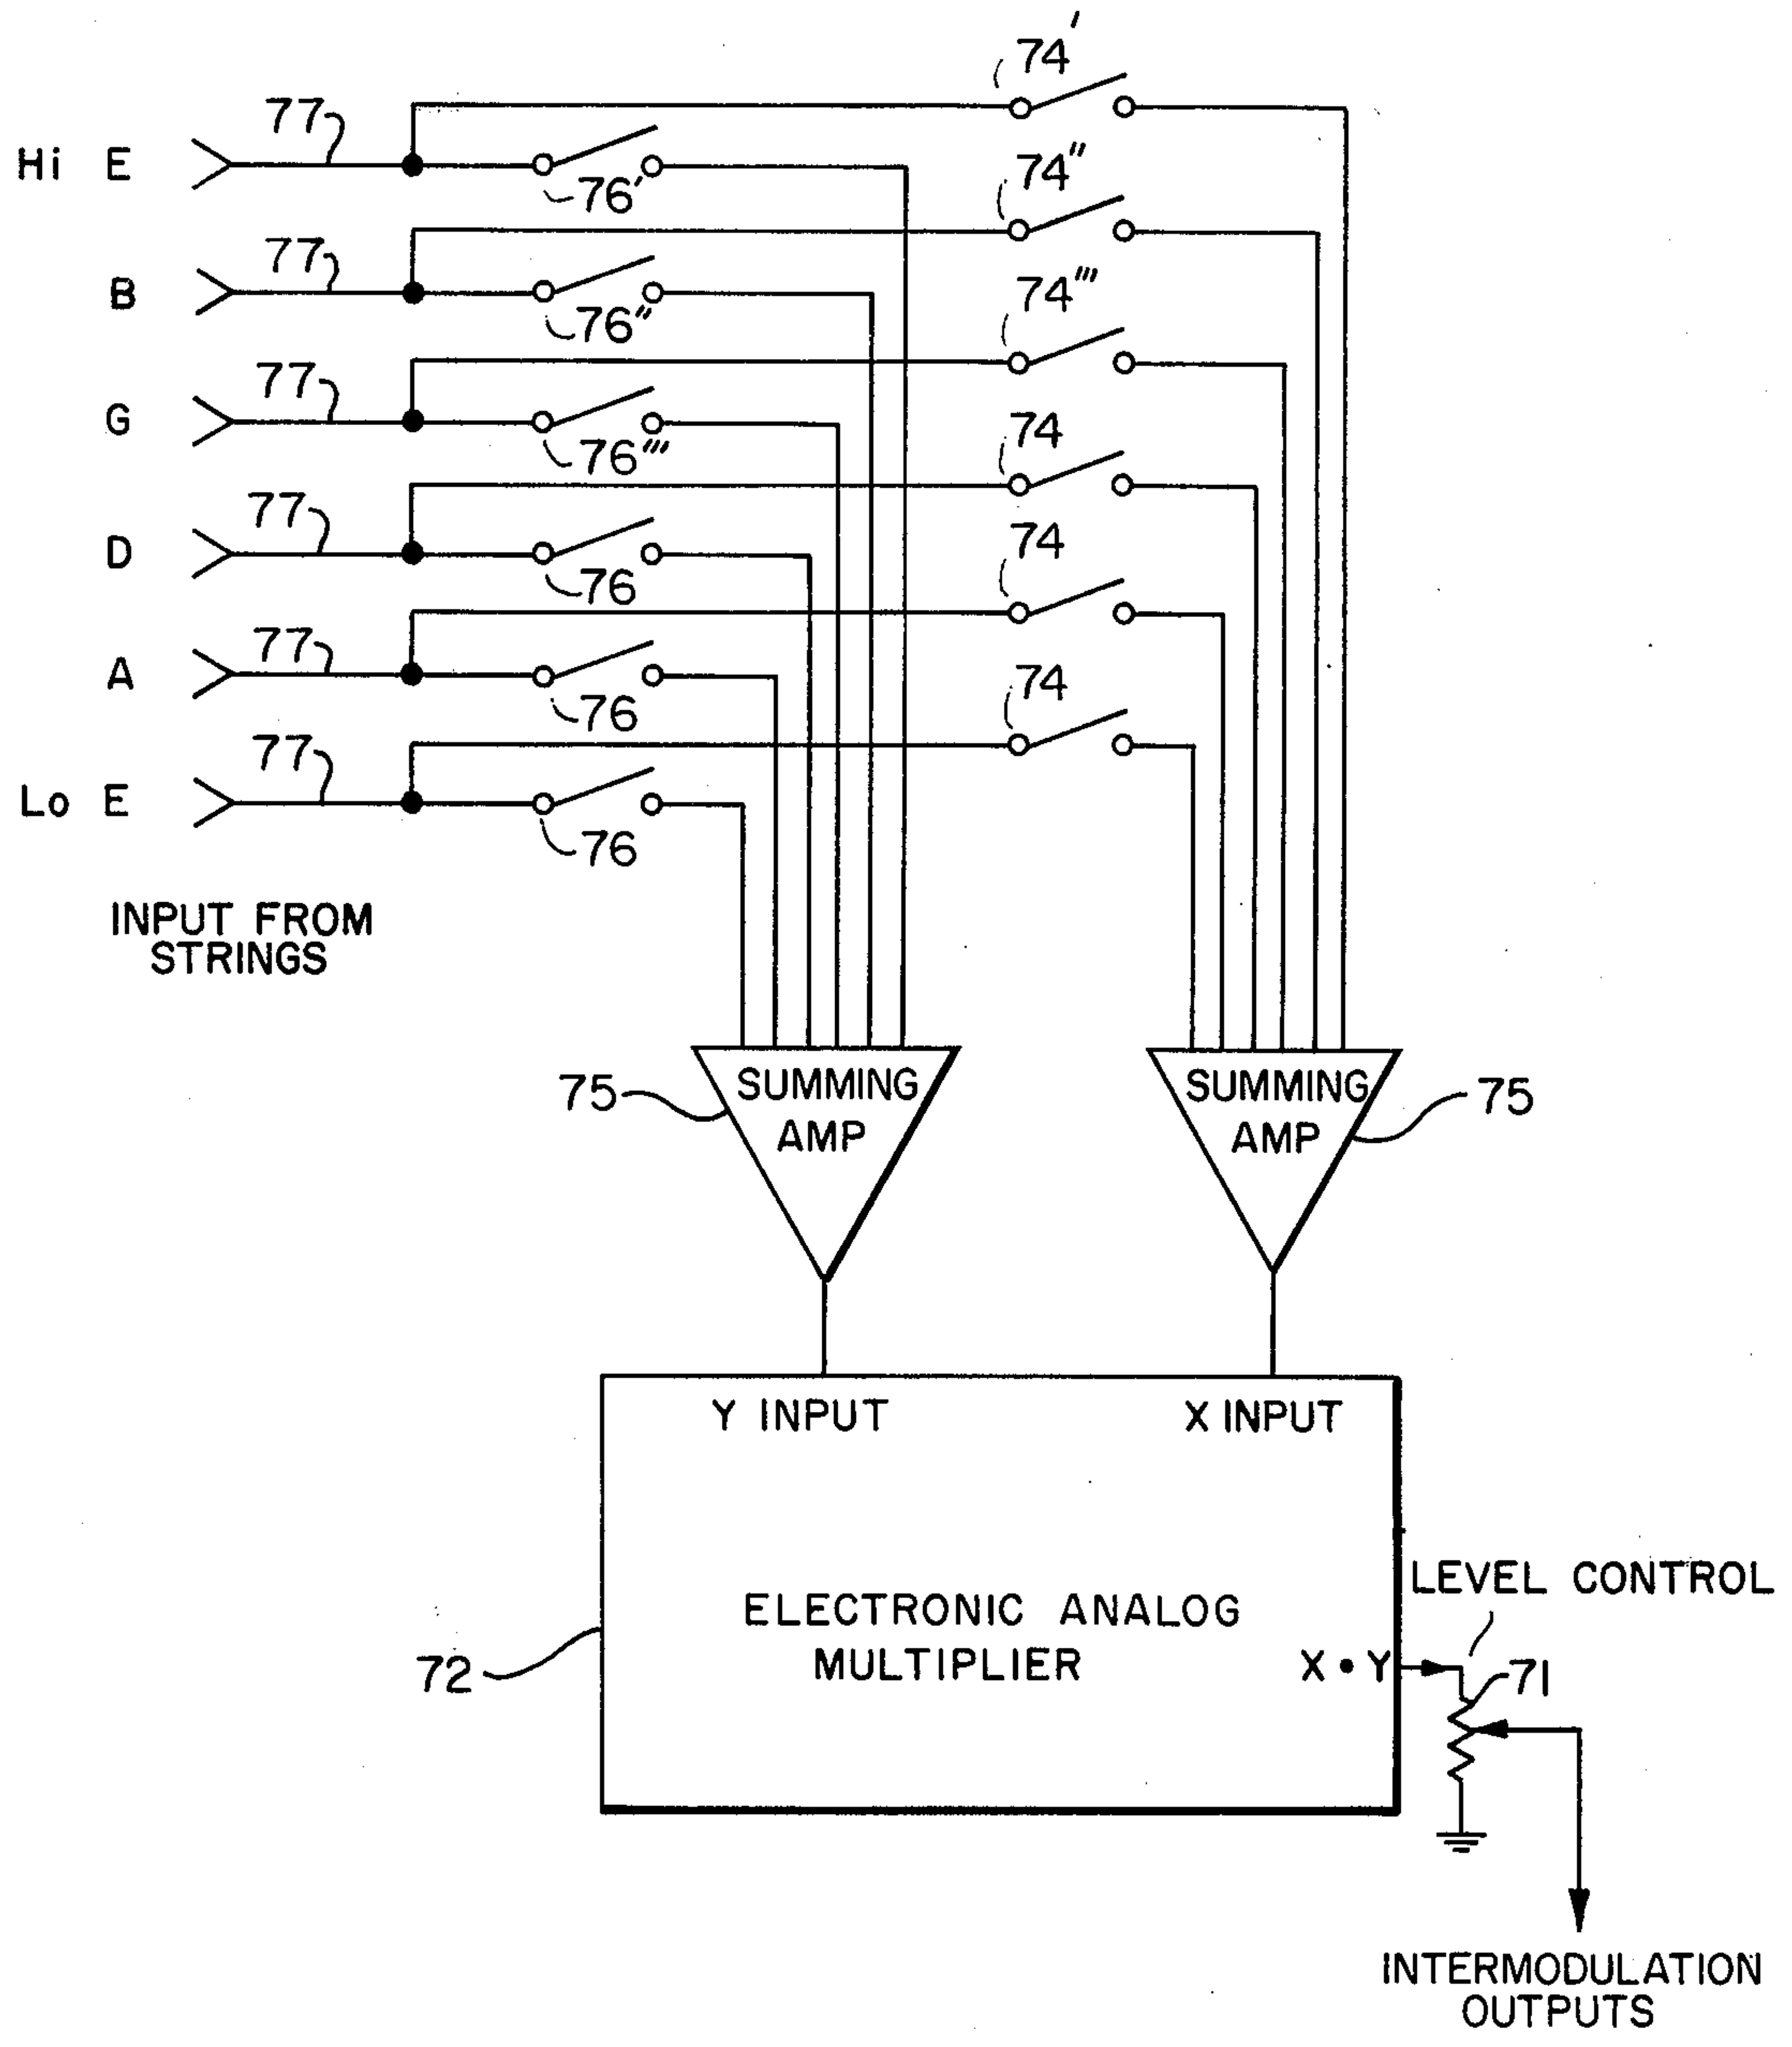 74'
77
Hi E
76'
74"
77
B
76"
74'''
77
G
76'''
74
77
D
76
74
77
A
76
74
77
Lo E
76
INPUT FROM
STRINGS
75
SUMMING
AMP
SUMMING
AMP
75
Y INPUT
X INPUT
ELECTRONIC ANALOG
MULTIPLIER
72
X • Y
LEVEL CONTROL
71
INTERMODULATION
OUTPUTS